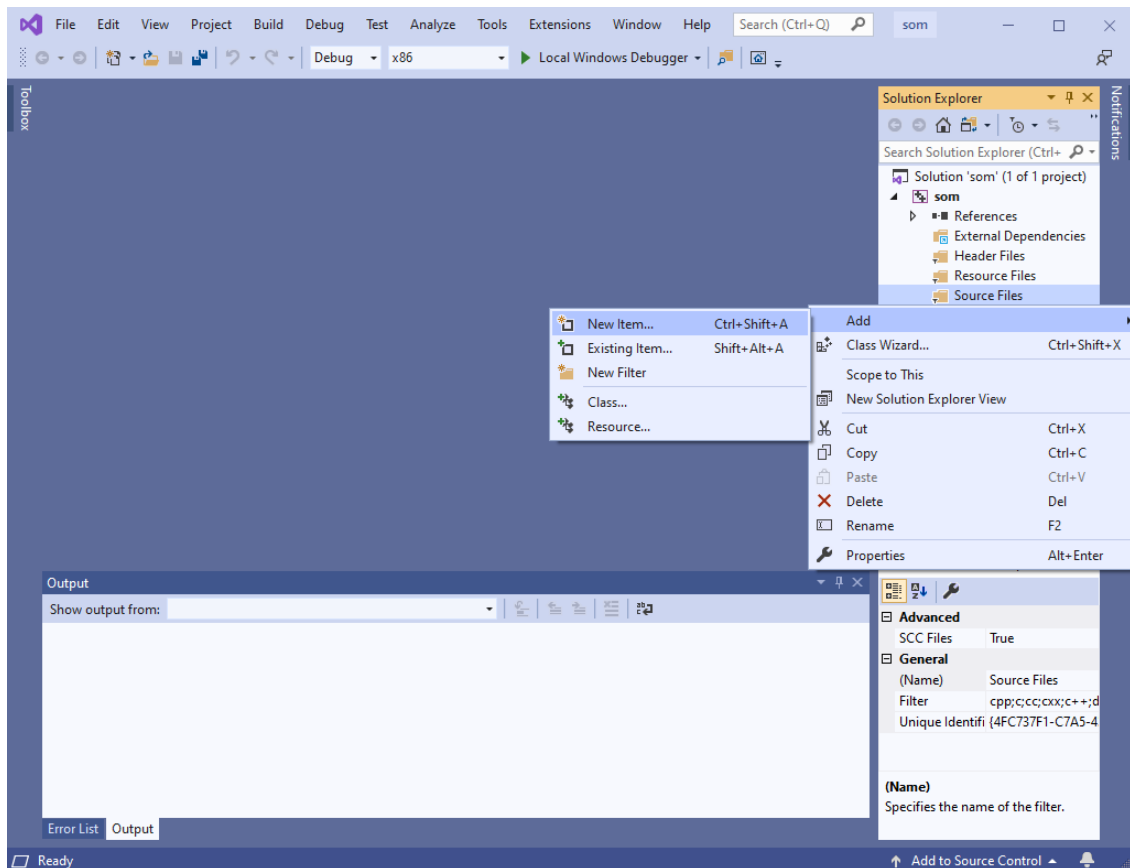 File Edit View Project Build Debug Test Analyze Tools Extensions Window Help Search (Ctrl+Q) som
Debug x86 Local Windows Debugger
Toolbox
Notifications
Solution Explorer
Search Solution Explorer (Ctrl+
Solution 'som' (1 of 1 project)
som
References
External Dependencies
Header Files
Resource Files
Source Files
New Item... Ctrl+Shift+A
Existing Item... Shift+Alt+A
New Filter
Class...
Resource...
Add
Class Wizard... Ctrl+Shift+X
Scope to This
New Solution Explorer View
Cut Ctrl+X
Copy Ctrl+C
Paste Ctrl+V
Delete Del
Rename F2
Properties Alt+Enter
Output
Show output from:
Advanced
SCC Files True
General
(Name) Source Files
Filter cpp;c;cc;cxx;c++;d
Unique Identifi {4FC737F1-C7A5-4
(Name)
Specifies the name of the filter.
Error List Output
Ready Add to Source Control